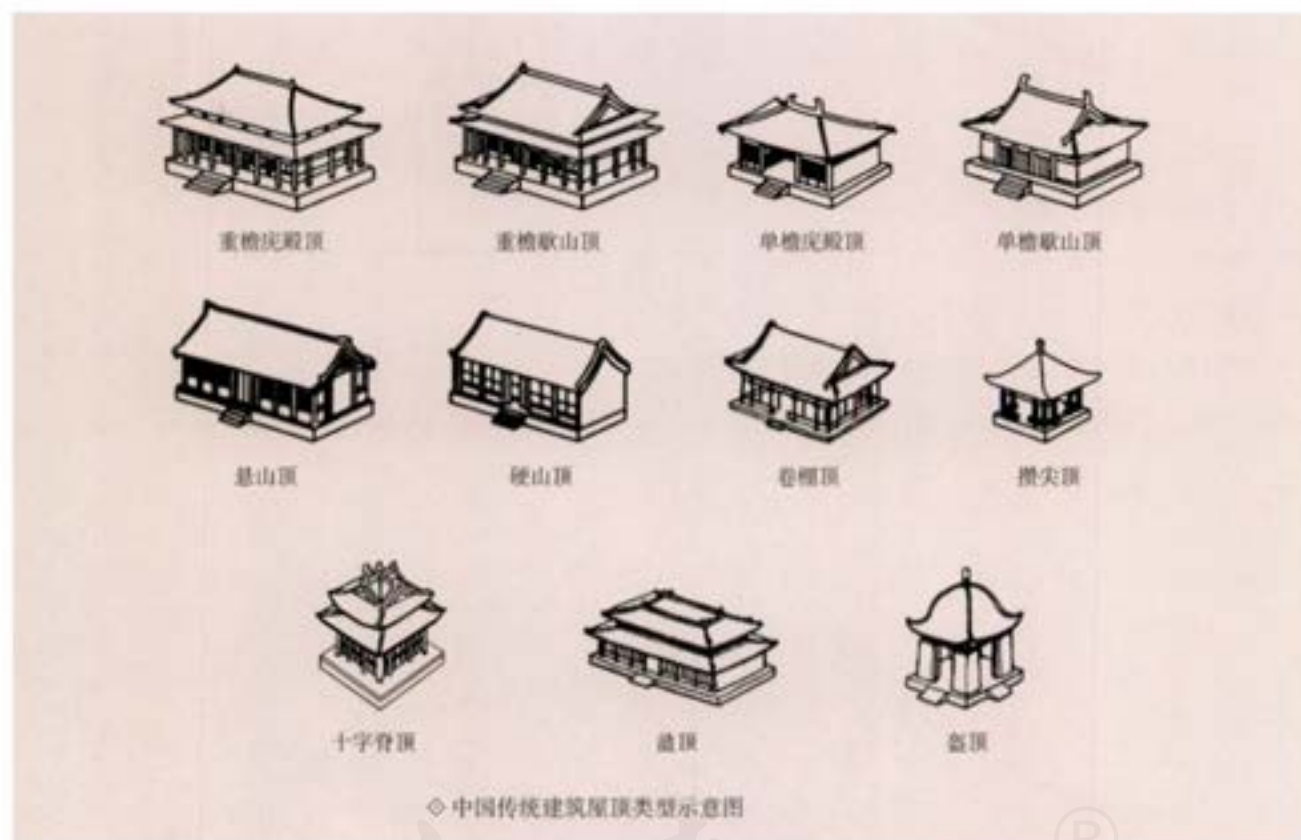 重檐庑殿顶
重檐歇山顶
单檐庑殿顶
单檐歇山顶
悬山顶
硬山顶
卷棚顶
攒尖顶
十字脊顶
盝顶
盔顶
◇ 中国传统建筑屋顶类型示意图
®